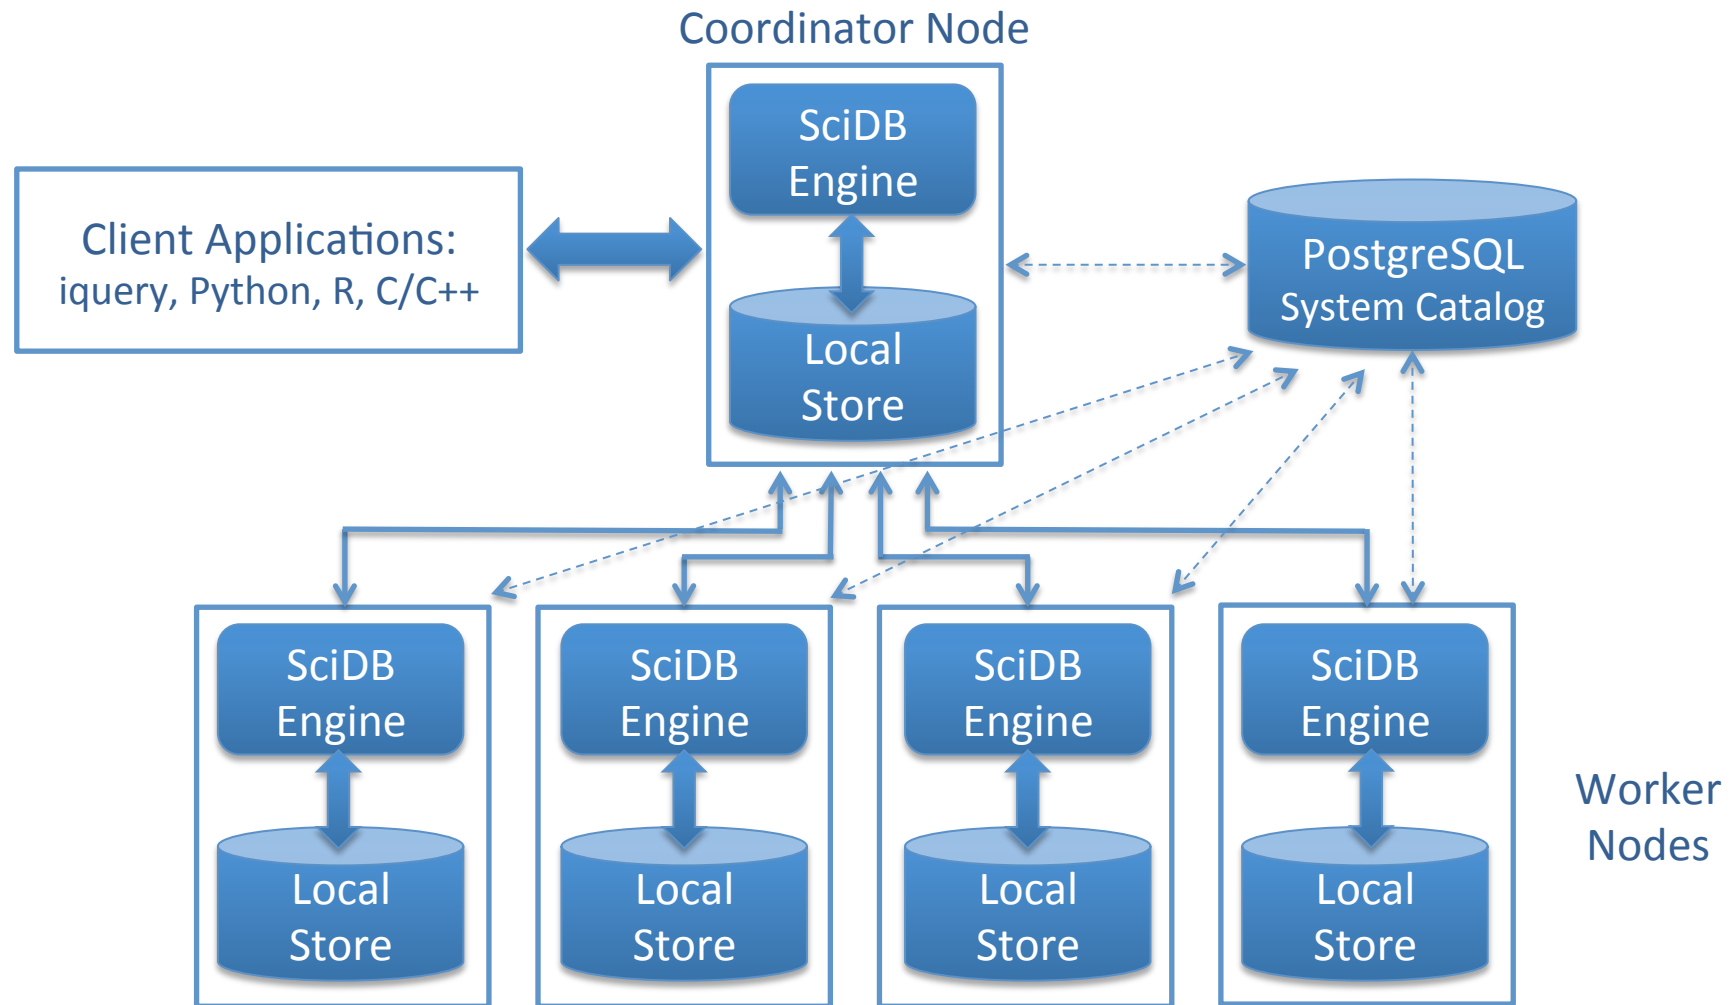 Coordinator Node
SciDB
Engine
Local
Store
Client Applications:
iquery, Python, R, C/C++
PostgreSQL
System Catalog
SciDB
Engine
Local
Store
SciDB
Engine
Local
Store
SciDB
Engine
Local
Store
SciDB
Engine
Local
Store
Worker
Nodes